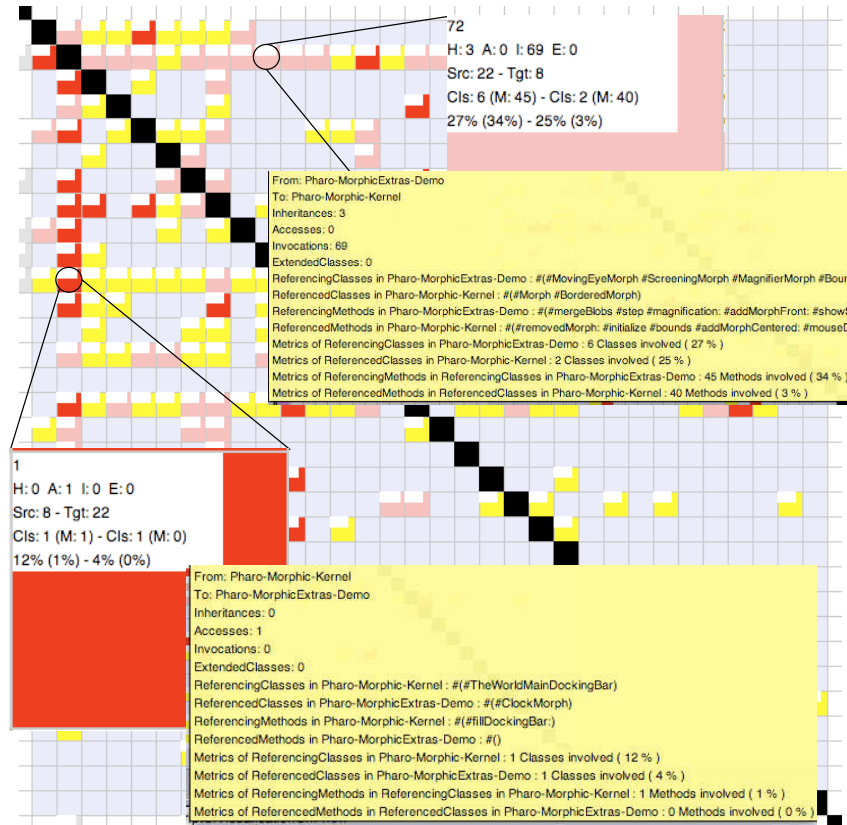 72
H: 3 A: 0 I: 69 E: 0
Src: 22 - Tgt: 8
Cls: 6 (M: 45) - Cls: 2 (M: 40)
27% (34%) - 25% (3%)
From: Pharo-MorphicExtras-Demo
To: Pharo-Morphic-Kernel
Inheritances: 3
Accesses: 0
Invocations: 69
ExtendedClasses: 0
ReferencingClasses in Pharo-MorphicExtras-Demo : #(#MovingEyeMorph #ScreeningMorph #MagnifierMorph #Boun
ReferencedClasses in Pharo-Morphic-Kernel : #(#Morph #BorderedMorph)
ReferencingMethods in Pharo-MorphicExtras-Demo : #(#mergeBlobs #step #magnification: #addMorphFront: #showS
ReferencedMethods in Pharo-Morphic-Kernel : #(#removedMorph: #initialize #bounds #addMorphCentered: #mouseD
Metrics of ReferencingClasses in Pharo-MorphicExtras-Demo : 6 Classes involved ( 27 % )
Metrics of ReferencedClasses in Pharo-Morphic-Kernel : 2 Classes involved ( 25 % )
Metrics of ReferencingMethods in ReferencingClasses in Pharo-MorphicExtras-Demo : 45 Methods involved ( 34 % )
Metrics of ReferencedMethods in ReferencedClasses in Pharo-Morphic-Kernel : 40 Methods involved ( 3 % )
1
H: 0 A: 1 I: 0 E: 0
Src: 8 - Tgt: 22
Cls: 1 (M: 1) - Cls: 1 (M: 0)
12% (1%) - 4% (0%)
From: Pharo-Morphic-Kernel
To: Pharo-MorphicExtras-Demo
Inheritances: 0
Accesses: 1
Invocations: 0
ExtendedClasses: 0
ReferencingClasses in Pharo-Morphic-Kernel : #(#TheWorldMainDockingBar)
ReferencedClasses in Pharo-MorphicExtras-Demo : #(#ClockMorph)
ReferencingMethods in Pharo-Morphic-Kernel : #(#fillDockingBar:)
ReferencedMethods in Pharo-MorphicExtras-Demo : #()
Metrics of ReferencingClasses in Pharo-Morphic-Kernel : 1 Classes involved ( 12 % )
Metrics of ReferencedClasses in Pharo-MorphicExtras-Demo : 1 Classes involved ( 4 % )
Metrics of ReferencingMethods in ReferencingClasses in Pharo-Morphic-Kernel : 1 Methods involved ( 1 % )
Metrics of ReferencedMethods in ReferencedClasses in Pharo-MorphicExtras-Demo : 0 Methods involved ( 0 % )